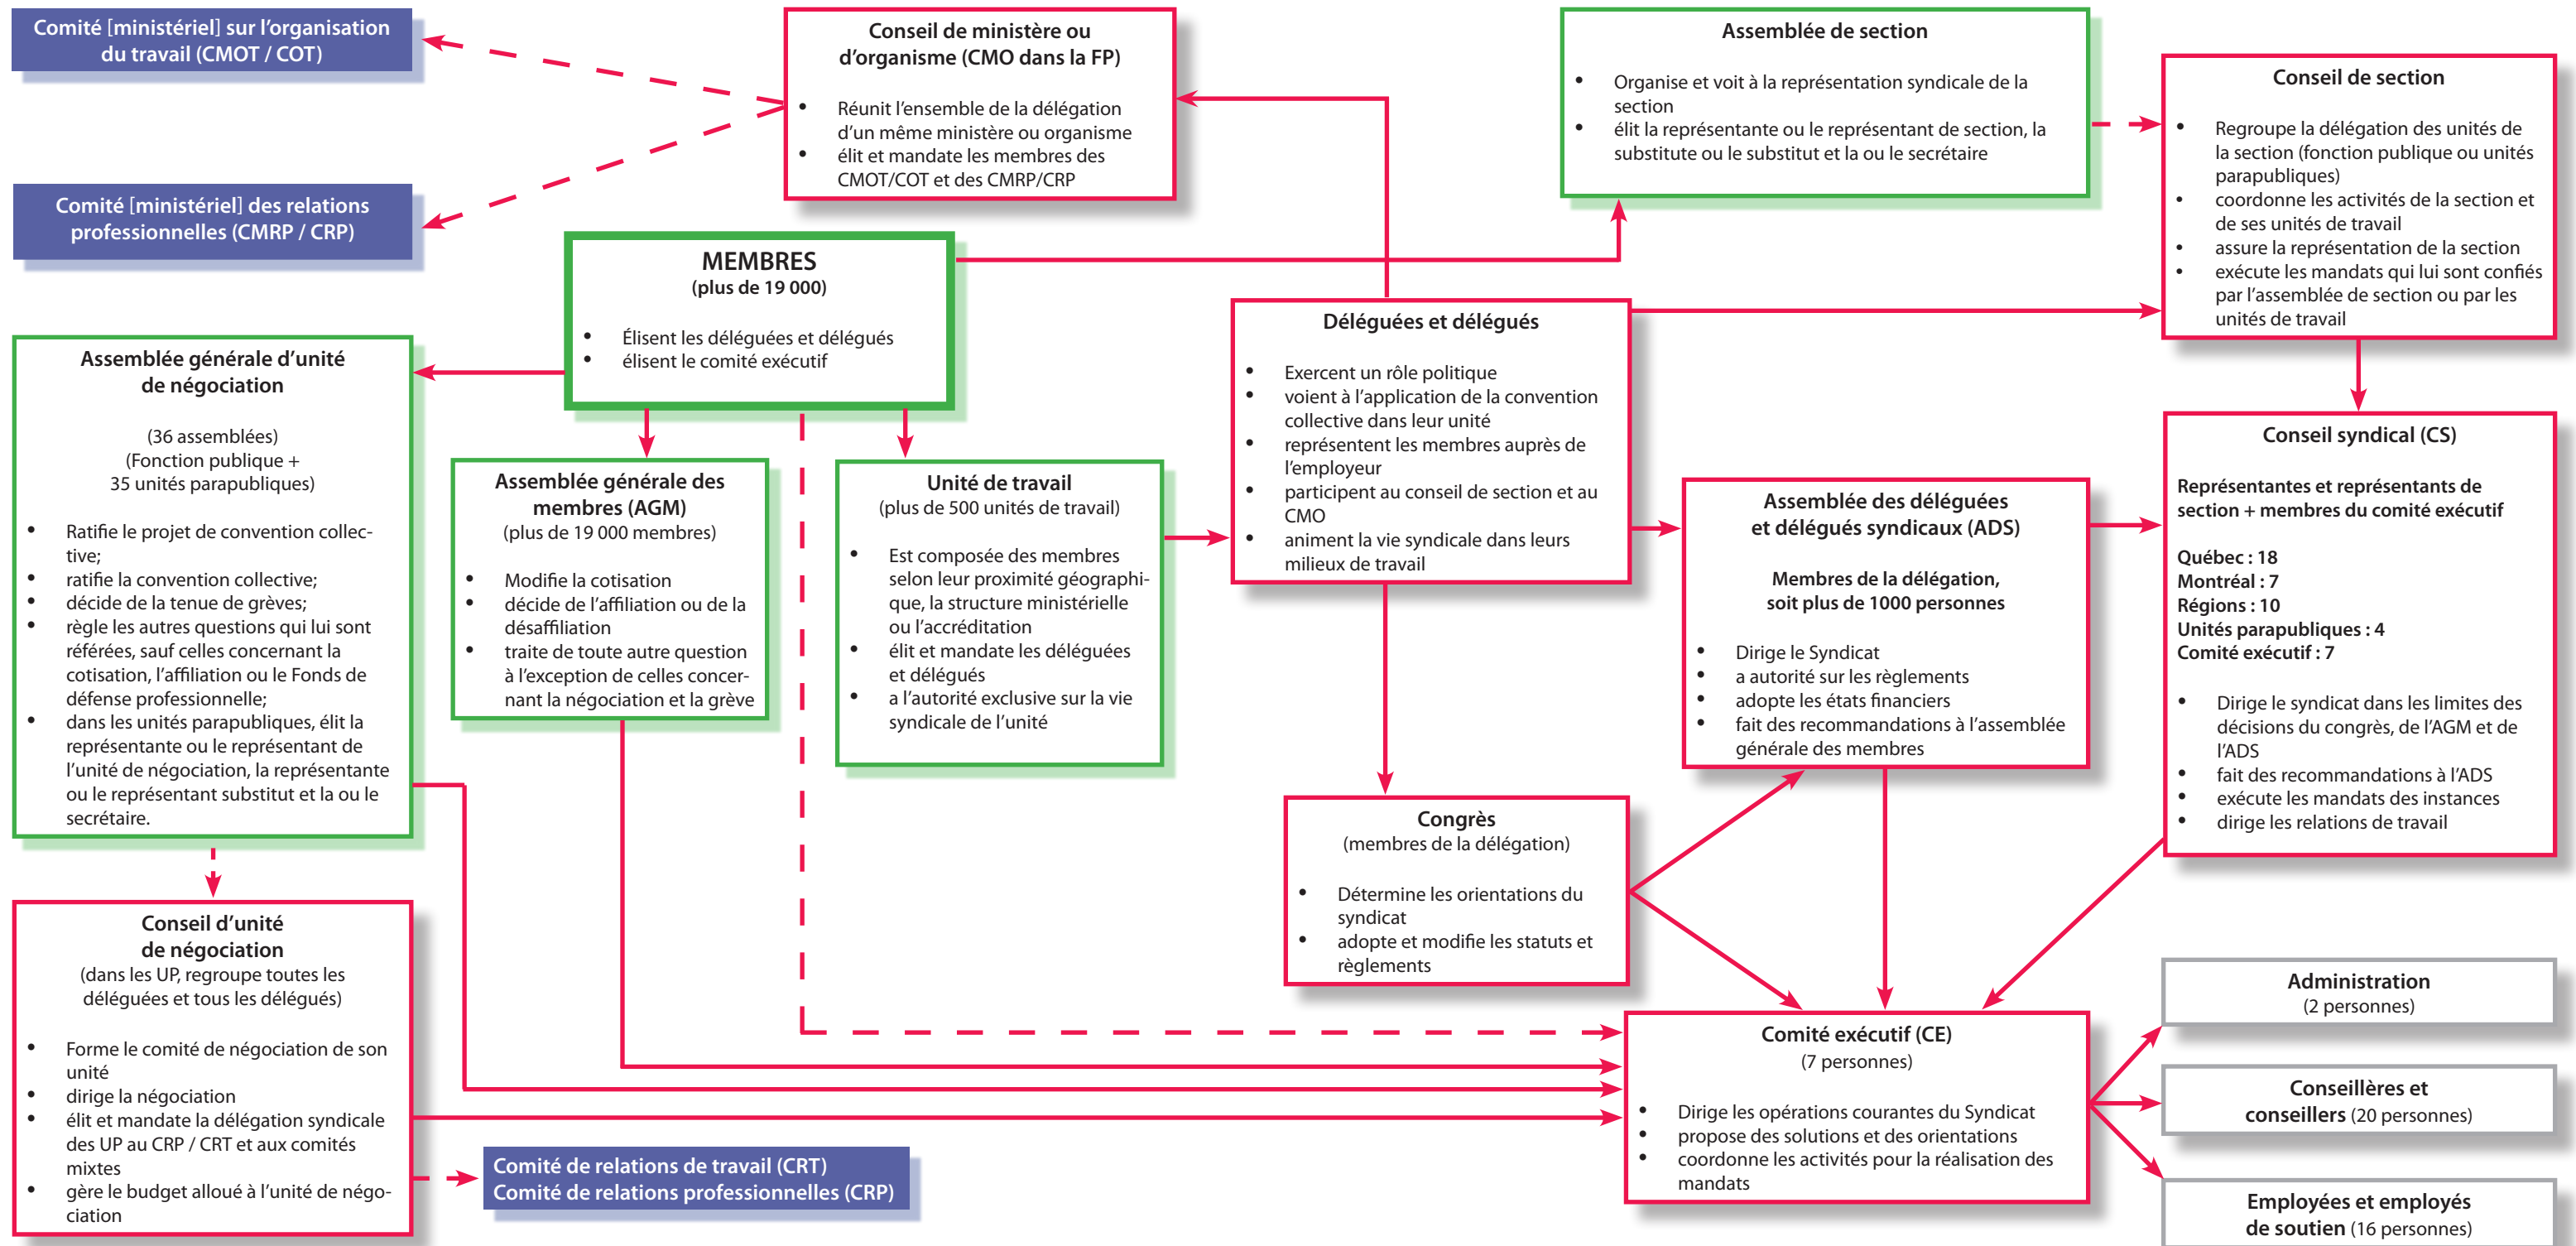 Comité [ministériel] sur l’organisation
du travail (CMOT / COT)
Comité [ministériel] des relations
professionnelles (CMRP / CRP)
Conseil de ministère ou
d’organisme (CMO dans la FP)
• Réunit l’ensemble de la délégation
d’un même ministère ou organisme
• élit et mandate les membres des
CMOT/COT et des CMRP/CRP
Assemblée de section
• Organise et voit à la représentation syndicale de la
section
• élit la représentante ou le représentant de section, la
substitute ou le substitut et la ou le secrétaire
Conseil de section
• Regroupe la délégation des unités de
la section (fonction publique ou unités
parapubliques)
• coordonne les activités de la section et
de ses unités de travail
• assure la représentation de la section
• exécute les mandats qui lui sont confiés
par l’assemblée de section ou par les
unités de travail
MEMBRES
(plus de 19 000)
• Élisent les déléguées et délégués
• élisent le comité exécutif
Assemblée générale d’unité
de négociation
(36 assemblées)
(Fonction publique +
35 unités parapubliques)
• Ratifie le projet de convention collec-
tive;
• ratifie la convention collective;
• décide de la tenue de grèves;
• règle les autres questions qui lui sont
référées, sauf celles concernant la
cotisation, l’affiliation ou le Fonds de
défense professionnelle;
• dans les unités parapubliques, élit la
représentante ou le représentant de
l’unité de négociation, la représentante
ou le représentant substitut et la ou le
secrétaire.
Assemblée générale des
membres (AGM)
(plus de 19 000 membres)
• Modifie la cotisation
• décide de l’affiliation ou de la
désaffiliation
• traite de toute autre question
à l’exception de celles concer-
nant la négociation et la grève
Unité de travail
(plus de 500 unités de travail)
• Est composée des membres
selon leur proximité géographi-
que, la structure ministérielle
ou l’accréditation
• élit et mandate les déléguées
et délégués
• a l’autorité exclusive sur la vie
syndicale de l’unité
Déléguées et délégués
• Exercent un rôle politique
• voient à l’application de la convention
collective dans leur unité
• représentent les membres auprès de
l’employeur
• participent au conseil de section et au
CMO
• animent la vie syndicale dans leurs
milieux de travail
Assemblée des déléguées
et délégués syndicaux (ADS)
Membres de la délégation,
soit plus de 1000 personnes
• Dirige le Syndicat
• a autorité sur les règlements
• adopte les états financiers
• fait des recommandations à l’assemblée
générale des membres
Conseil syndical (CS)
Représentantes et représentants de
section + membres du comité exécutif
Québec : 18
Montréal : 7
Régions : 10
Unités parapubliques : 4
Comité exécutif : 7
• Dirige le syndicat dans les limites des
décisions du congrès, de l’AGM et de
l’ADS
• fait des recommandations à l’ADS
• exécute les mandats des instances
• dirige les relations de travail
Congrès
(membres de la délégation)
• Détermine les orientations du
syndicat
• adopte et modifie les statuts et
règlements
Conseil d’unité
de négociation
(dans les UP, regroupe toutes les
déléguées et tous les délégués)
• Forme le comité de négociation de son
unité
• dirige la négociation
• élit et mandate la délégation syndicale
des UP au CRP / CRT et aux comités
mixtes
• gère le budget alloué à l’unité de négo-
ciation
Comité de relations de travail (CRT)
Comité de relations professionnelles (CRP)
Comité exécutif (CE)
(7 personnes)
• Dirige les opérations courantes du Syndicat
• propose des solutions et des orientations
• coordonne les activités pour la réalisation des
mandats
Administration
(2 personnes)
Conseillères et
conseillers (20 personnes)
Employées et employés
de soutien (16 personnes)